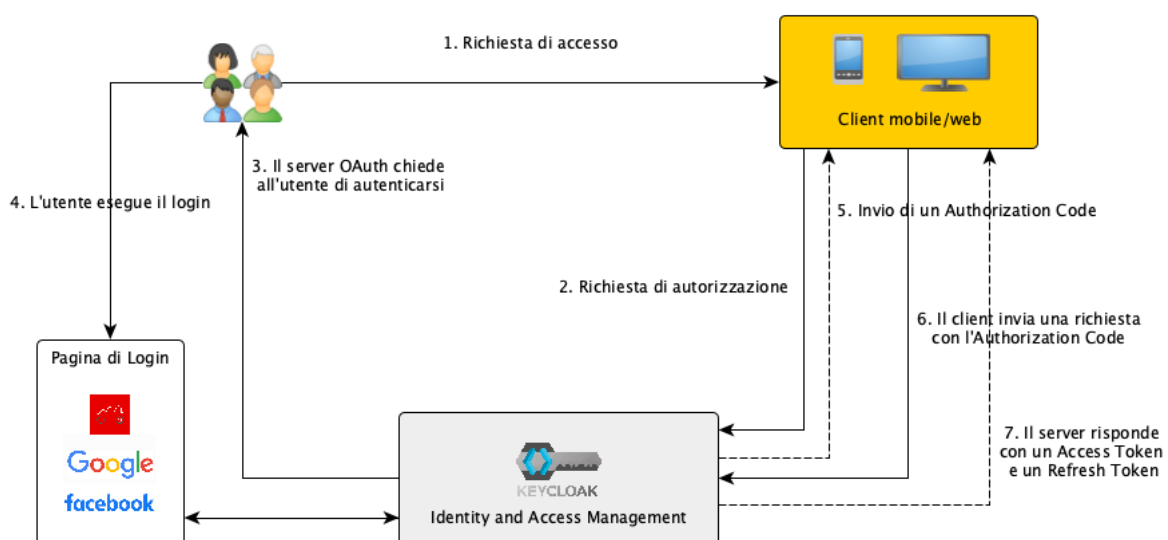 1. Richiesta di accesso
Client mobile/web
3. Il server OAuth chiede
all'utente di autenticarsi
4. L'utente esegue il login
5. Invio di un Authorization Code
2. Richiesta di autorizzazione
6. Il client invia una richiesta
con l'Authorization Code
Pagina di Login
Google
facebook
7. Il server risponde
con un Access Token
e un Refresh Token
KEYCLOAK
Identity and Access Management